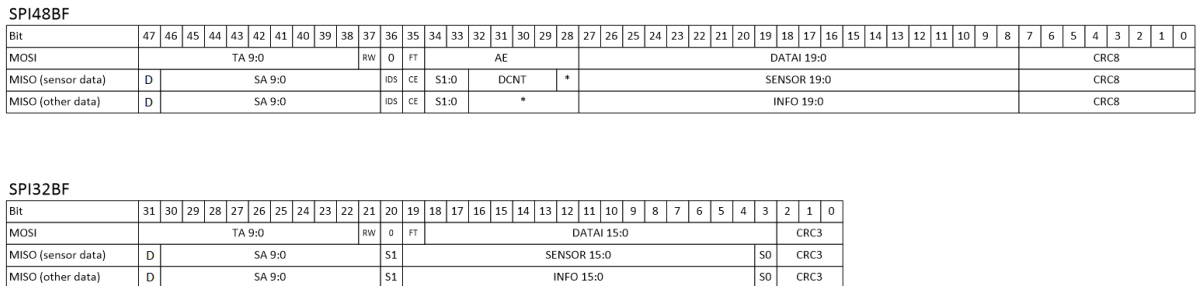 SPI48BF
Bit 47 46 45 44 43 42 41 40 39 38 37 36 35 34 33 32 31 30 29 28 27 26 25 24 23 22 21 20 19 18 17 16 15 14 13 12 11 10 9 8 7 6 5 4 3 2 1 0
MOSI TA 9:0 RW 0 FT AE DATAI 19:0 CRC8
MISO (sensor data) D SA 9:0 IDS CE S1:0 DCNT * SENSOR 19:0 CRC8
MISO (other data) D SA 9:0 IDS CE S1:0 * INFO 19:0 CRC8
SPI32BF
Bit 31 30 29 28 27 26 25 24 23 22 21 20 19 18 17 16 15 14 13 12 11 10 9 8 7 6 5 4 3 2 1 0
MOSI TA 9:0 RW 0 FT DATAI 15:0 CRC3
MISO (sensor data) D SA 9:0 S1 SENSOR 15:0 S0 CRC3
MISO (other data) D SA 9:0 S1 INFO 15:0 S0 CRC3